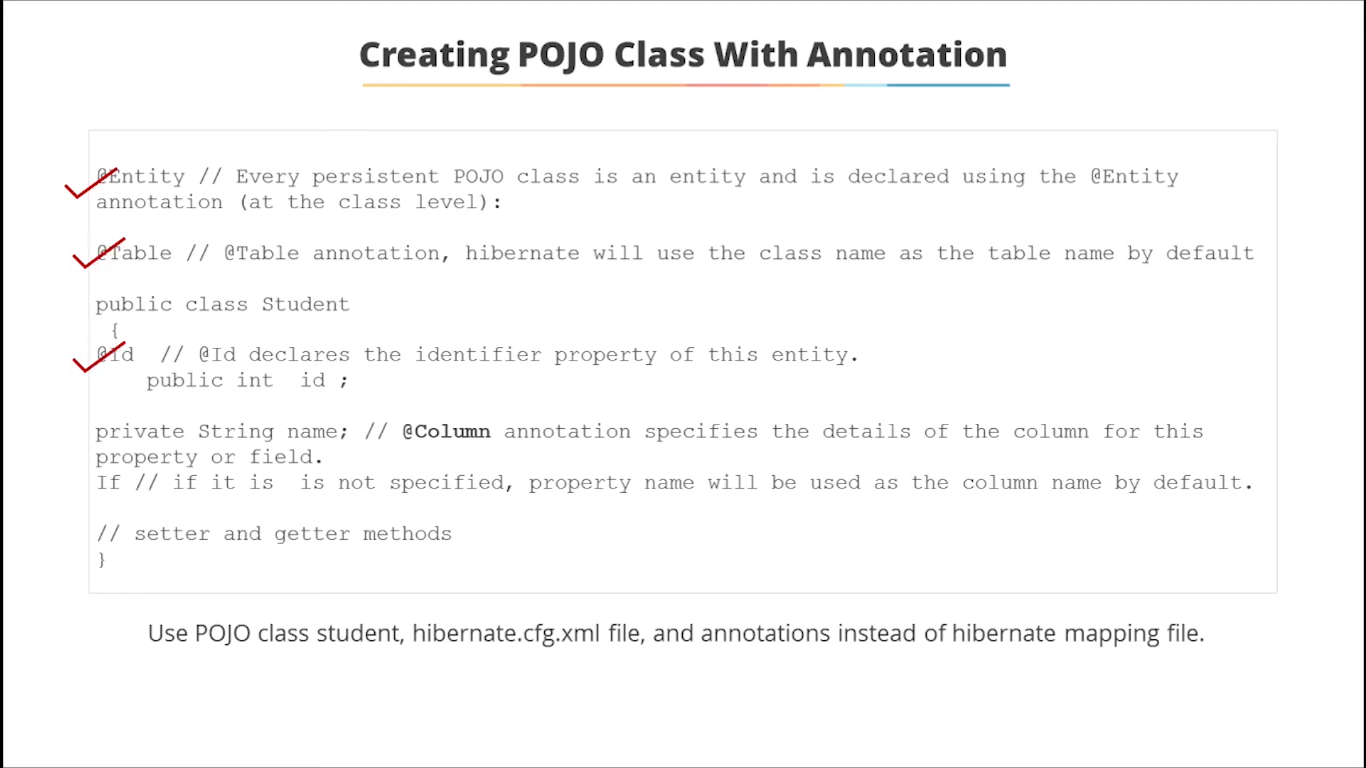 Creating POJO Class With Annotation
@Entity // Every persistent POJO class is an entity and is declared using the @Entity
annotation (at the class level):
@Table // @Table annotation, hibernate will use the class name as the table name by default
public class Student
{
@Id  // @Id declares the identifier property of this entity.
public int  id ;
private String name; // @Column annotation specifies the details of the column for this
property or field.
If // if it is  is not specified, property name will be used as the column name by default.
// setter and getter methods
}
Use POJO class student, hibernate.cfg.xml file, and annotations instead of hibernate mapping file.